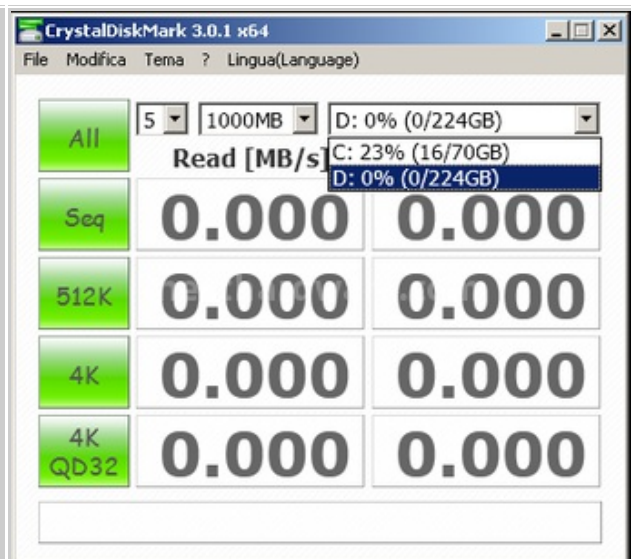 CrystalDiskMark 3.0.1 x64
File Modifica Tema ? Lingua(Language)
All
5 1000MB D: 0% (0/224GB)
C: 23% (16/70GB)
D: 0% (0/224GB)
Read [MB/s]
Seq 0.000 0.000
512K 0.000 0.000
4K 0.000 0.000
4K QD32 0.000 0.000